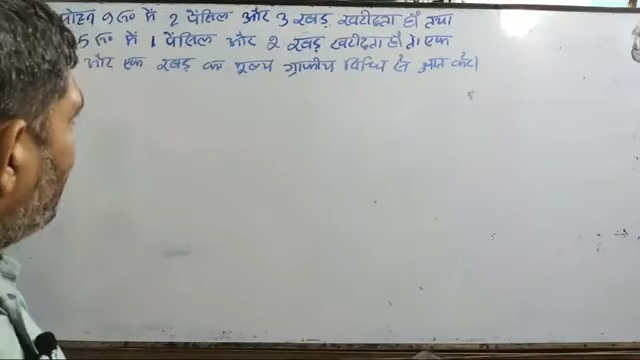 मोहन 9 रु० में 2 पेंसिल और 3 रबड़ खरीदता है तथा
5 रु० में 1 पेंसिल और 2 रबड़ खरीदता है तो एक
और एक रबड़ का मूल्य ग्राफीय विधि से ज्ञात करें।